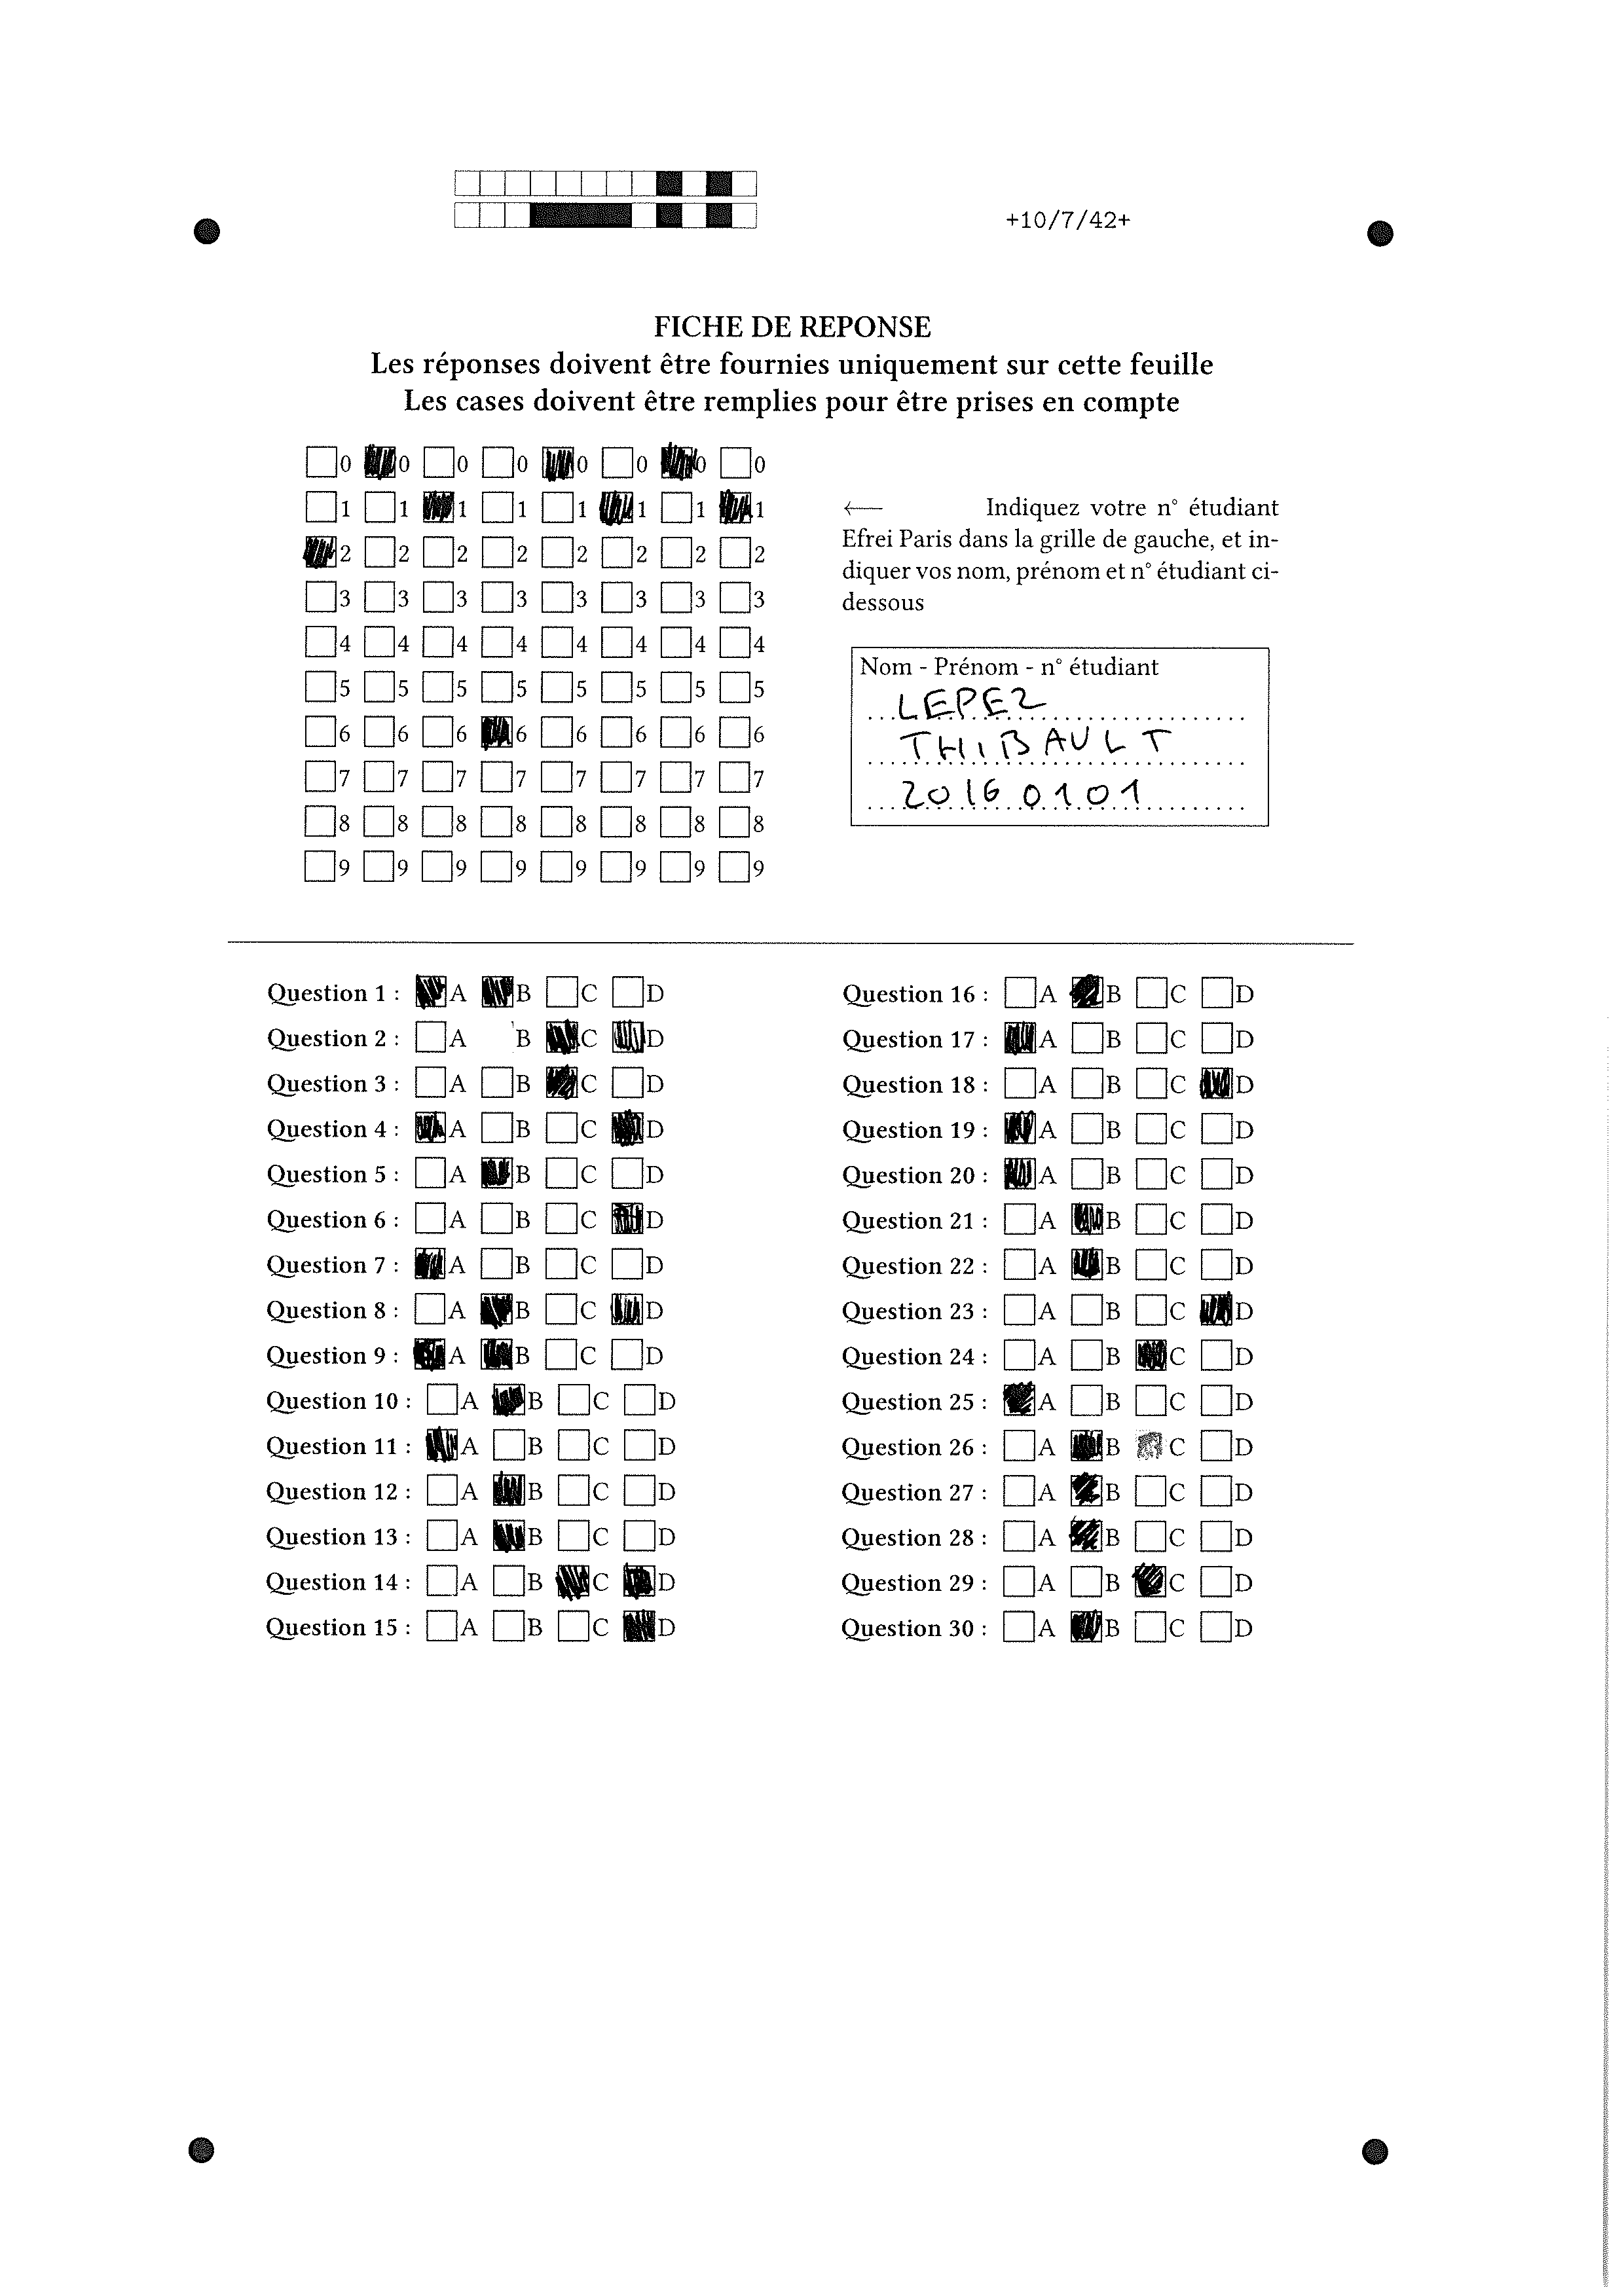 +10/7/42+
FICHE DE REPONSE
Les réponses doivent être fournies uniquement sur cette feuille
Les cases doivent être remplies pour être prises en compte
0 0 0 0 0 0 0 0
1 1 1 1 1 1 1 1
2 2 2 2 2 2 2 2
3 3 3 3 3 3 3 3
4 4 4 4 4 4 4 4
5 5 5 5 5 5 5 5
6 6 6 6 6 6 6 6
7 7 7 7 7 7 7 7
8 8 8 8 8 8 8 8
9 9 9 9 9 9 9 9
← Indiquez votre n° étudiant
Efrei Paris dans la grille de gauche, et in-
diquer vos nom, prénom et n° étudiant ci-
dessous
Nom - Prénom - n° étudiant
LEPEZ
THIBAULT
20160101
Question 1 : A B C D
Question 2 : A B C D
Question 3 : A B C D
Question 4 : A B C D
Question 5 : A B C D
Question 6 : A B C D
Question 7 : A B C D
Question 8 : A B C D
Question 9 : A B C D
Question 10 : A B C D
Question 11 : A B C D
Question 12 : A B C D
Question 13 : A B C D
Question 14 : A B C D
Question 15 : A B C D
Question 16 : A B C D
Question 17 : A B C D
Question 18 : A B C D
Question 19 : A B C D
Question 20 : A B C D
Question 21 : A B C D
Question 22 : A B C D
Question 23 : A B C D
Question 24 : A B C D
Question 25 : A B C D
Question 26 : A B C D
Question 27 : A B C D
Question 28 : A B C D
Question 29 : A B C D
Question 30 : A B C D